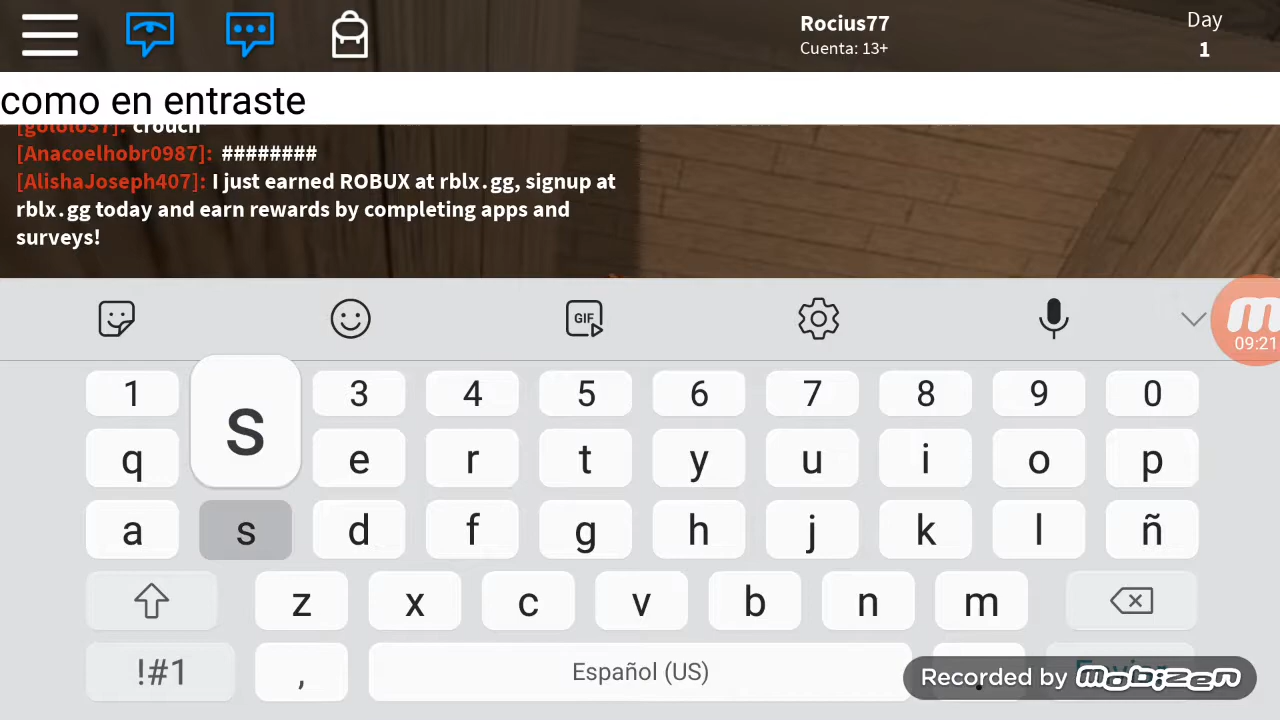 Rocius77
Cuenta: 13+
Day
1
como en entraste
[gololo37]: crouch
[Anacoelhobr0987]: ########
[AlishaJoseph407]: I just earned ROBUX at rblx.gg, signup at
rblx.gg today and earn rewards by completing apps and
surveys!
GIF
09:21
1 3 4 5 6 7 8 9 0
s
q e r t y u i o p
a s d f g h j k l ñ
z x c v b n m
!#1 , Español (US)
Recorded by mobizen